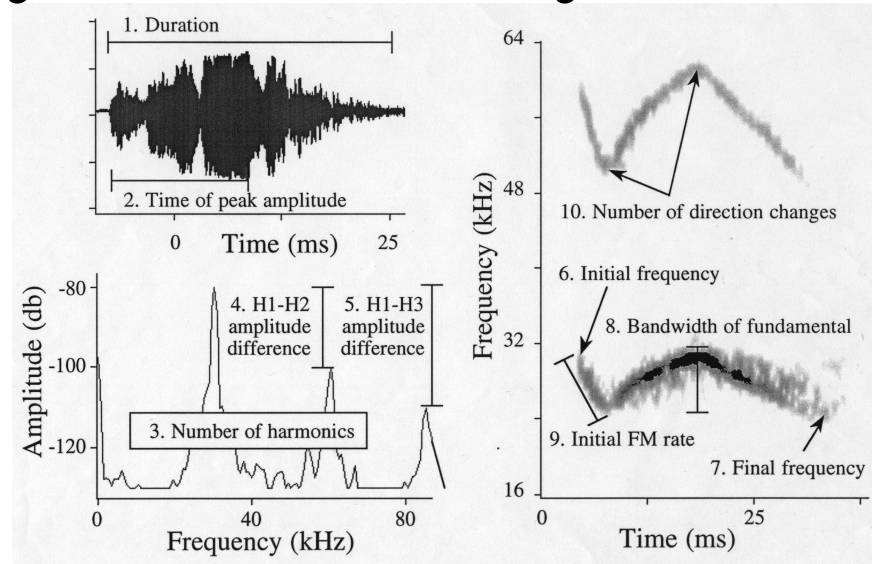 1. Duration
2. Time of peak amplitude
0
Time (ms)
25
Amplitude (db)
-80
-100
-120
4. H1-H2
amplitude
difference
5. H1-H3
amplitude
difference
3. Number of harmonics
0
40
80
Frequency (kHz)
Frequency (kHz)
64
48
32
16
10. Number of direction changes
6. Initial frequency
8. Bandwidth of fundamental
9. Initial FM rate
7. Final frequency
0
25
Time (ms)